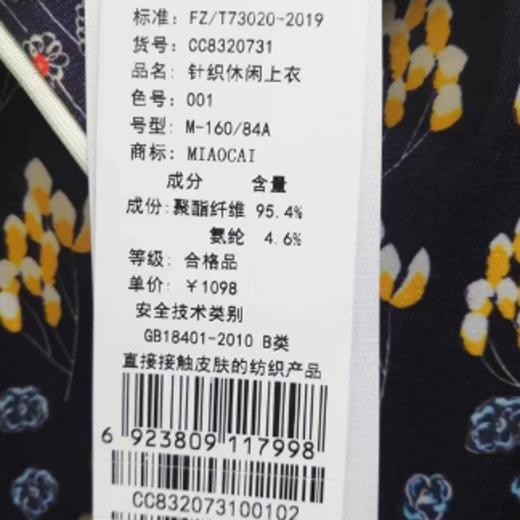 标准: FZ/T73020-2019
货号: CC8320731
品名: 针织休闲上衣
色号: 001
号型: M-160/84A
商标: MIAOCAI
成分 含量
成份: 聚酯纤维 95.4%
氨纶 4.6%
等级: 合格品
单价: ￥1098
安全技术类别
GB18401-2010 B类
直接接触皮肤的纺织产品
6 923809 117998
CC832073100102